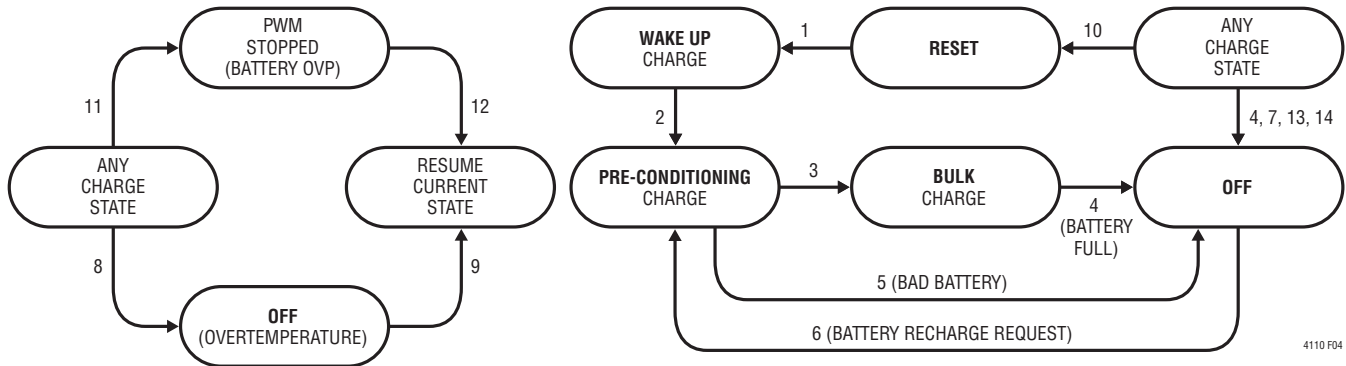 PWM
STOPPED
(BATTERY OVP)
11
12
ANY
CHARGE
STATE
RESUME
CURRENT
STATE
8
9
OFF
(OVERTEMPERATURE)
WAKE UP
CHARGE
1
RESET
10
ANY
CHARGE
STATE
2
4, 7, 13, 14
PRE-CONDITIONING
CHARGE
3
BULK
CHARGE
4
(BATTERY
FULL)
OFF
5 (BAD BATTERY)
6 (BATTERY RECHARGE REQUEST)
4110 F04